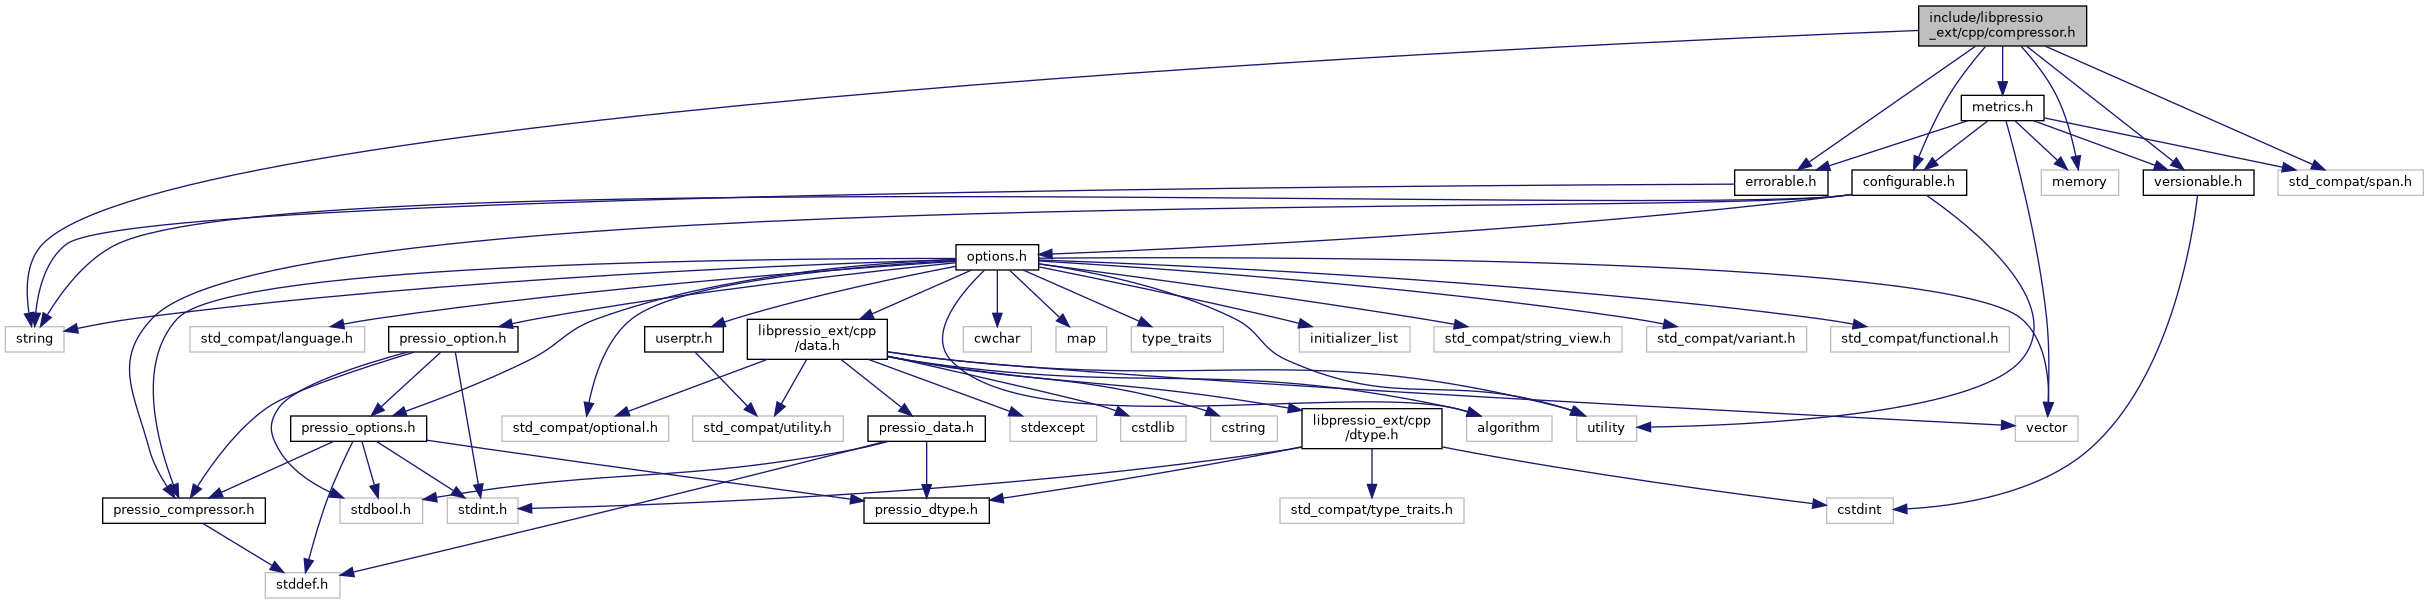 include/libpressio
_ext/cpp/compressor.h
metrics.h
errorable.h
configurable.h
memory
versionable.h
std_compat/span.h
options.h
string
std_compat/language.h
pressio_option.h
userptr.h
libpressio_ext/cpp
/data.h
cwchar
map
type_traits
initializer_list
std_compat/string_view.h
std_compat/variant.h
std_compat/functional.h
pressio_options.h
std_compat/optional.h
std_compat/utility.h
pressio_data.h
stdexcept
cstdlib
cstring
libpressio_ext/cpp
/dtype.h
algorithm
utility
vector
pressio_compressor.h
stdbool.h
stdint.h
pressio_dtype.h
std_compat/type_traits.h
cstdint
stddef.h